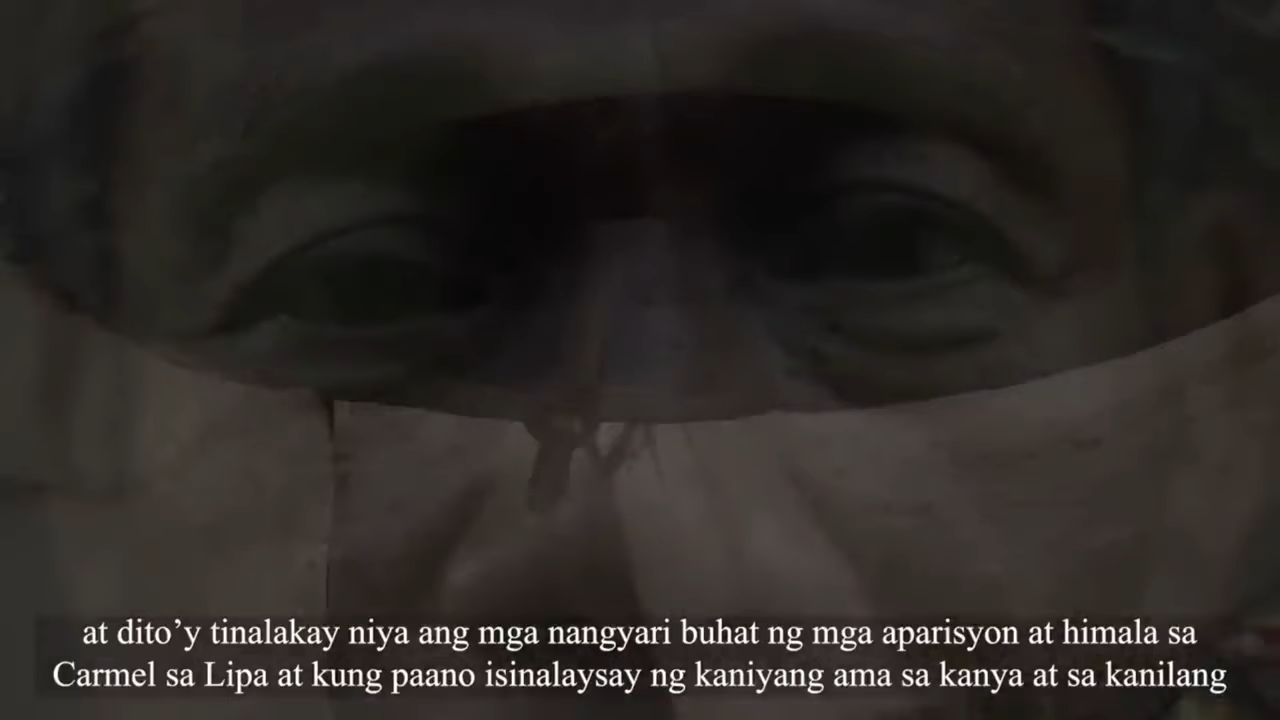 at dito’y tinalakay niya ang mga nangyari buhat ng mga aparisyon at himala sa
Carmel sa Lipa at kung paano isinalaysay ng kaniyang ama sa kanya at sa kanilang